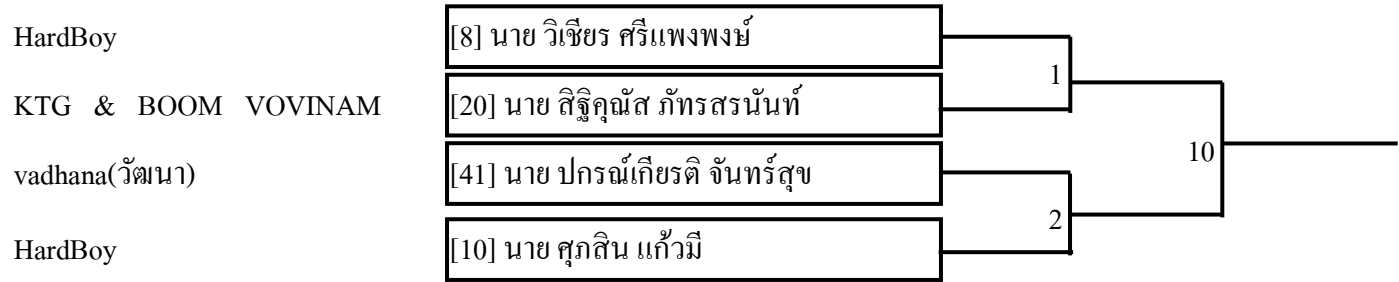 HardBoy [8] นาย วิเชียร ศรีแพงพงษ์
1
KTG & BOOM VOVINAM [20] นาย สิฐิคุณัส ภัทรสรนันท์
10
vadhana(วัฒนา) [41] นาย ปกรณ์เกียรติ จันทร์สุข
2
HardBoy [10] นาย ศุภสิน แก้วมี